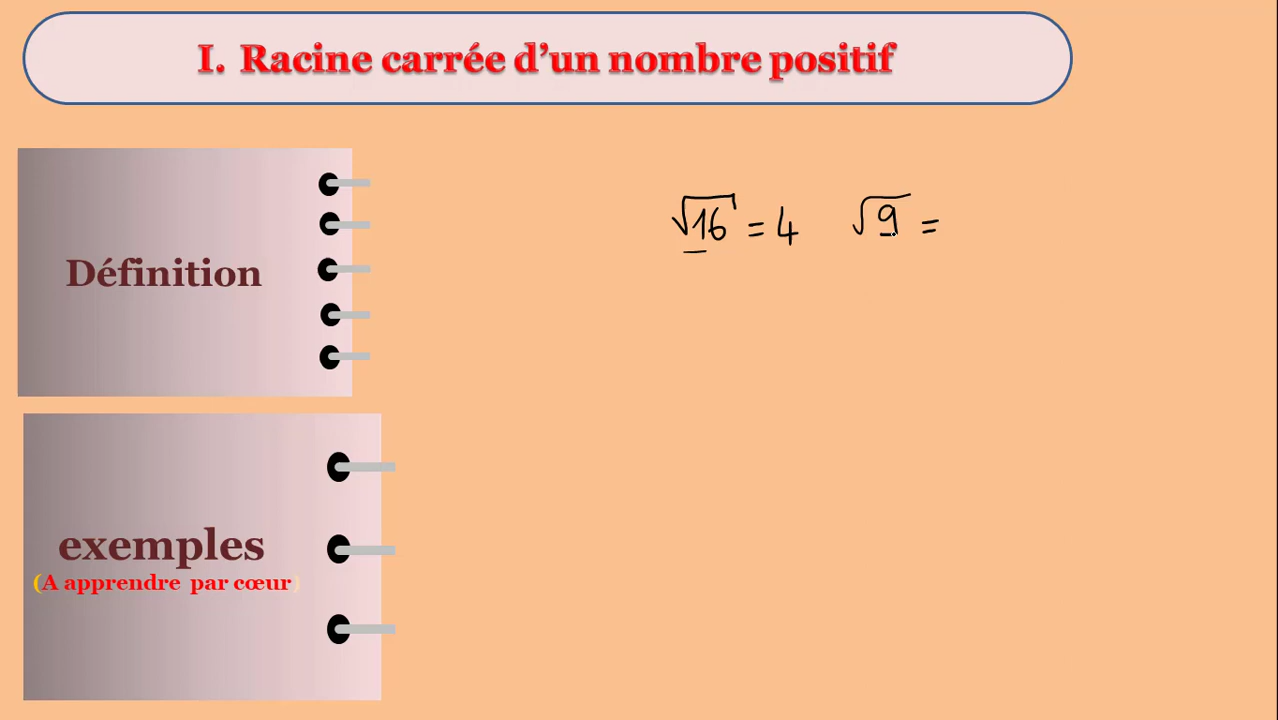 I. Racine carrée d'un nombre positif
√16 = 4 √9 =
Définition
exemples
(A apprendre par cœur)